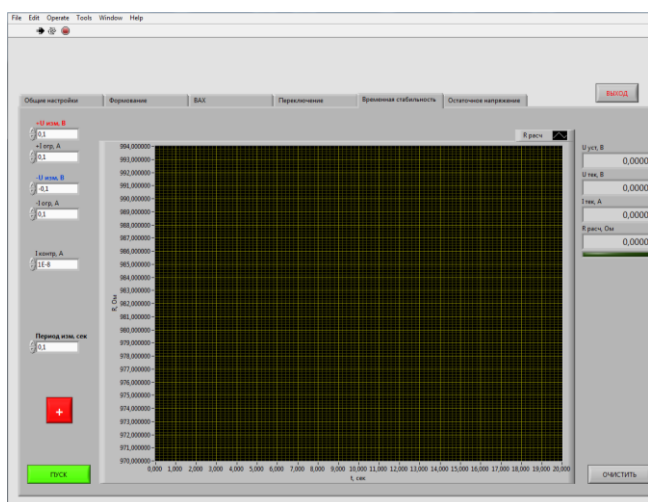 File Edit Operate Tools Window Help
ВЫХОД
Общие настройки Формование ВАХ Переключение Временная стабильность Остаточное напряжение
+U изм, В
0,1
+I огр, А
0,1
-U изм, В
-0,1
-I огр, А
0,1
I контр, А
1E-8
Период изм, сек
0,1
+
ПУСК
R расч
994,000000
993,000000
992,000000
991,000000
990,000000
989,000000
988,000000
987,000000
986,000000
985,000000
984,000000
983,000000
982,000000
981,000000
980,000000
979,000000
978,000000
977,000000
976,000000
975,000000
974,000000
973,000000
972,000000
971,000000
970,000000
R, Ом
0,000 1,000 2,000 3,000 4,000 5,000 6,000 7,000 8,000 9,000 10,000 11,000 12,000 13,000 14,000 15,000 16,000 17,000 18,000 19,000 20,000
t, сек
U уст, В
0,0000
U тек, В
0,0000
I тек, А
0,0000
R расч, Ом
0,0000
ОЧИСТИТЬ